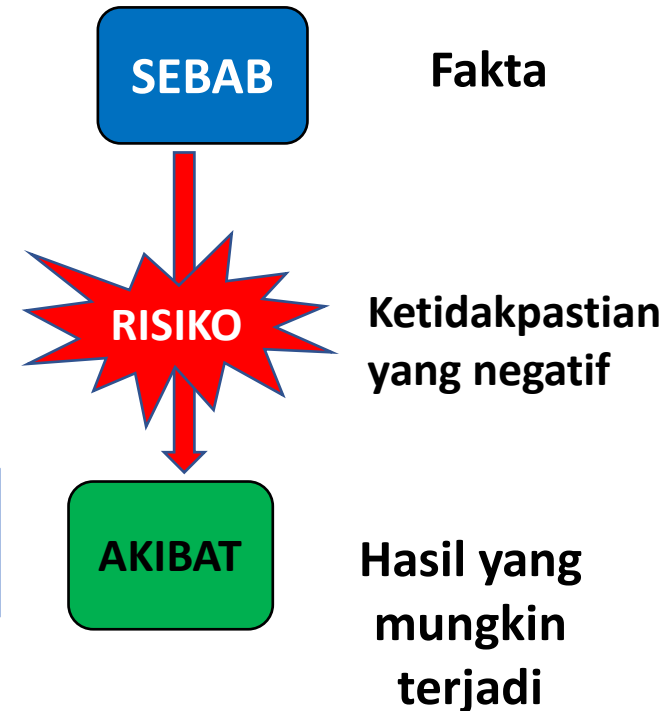 SEBAB
Fakta
RISIKO
Ketidakpastian
yang negatif
AKIBAT
Hasil yang
mungkin
terjadi